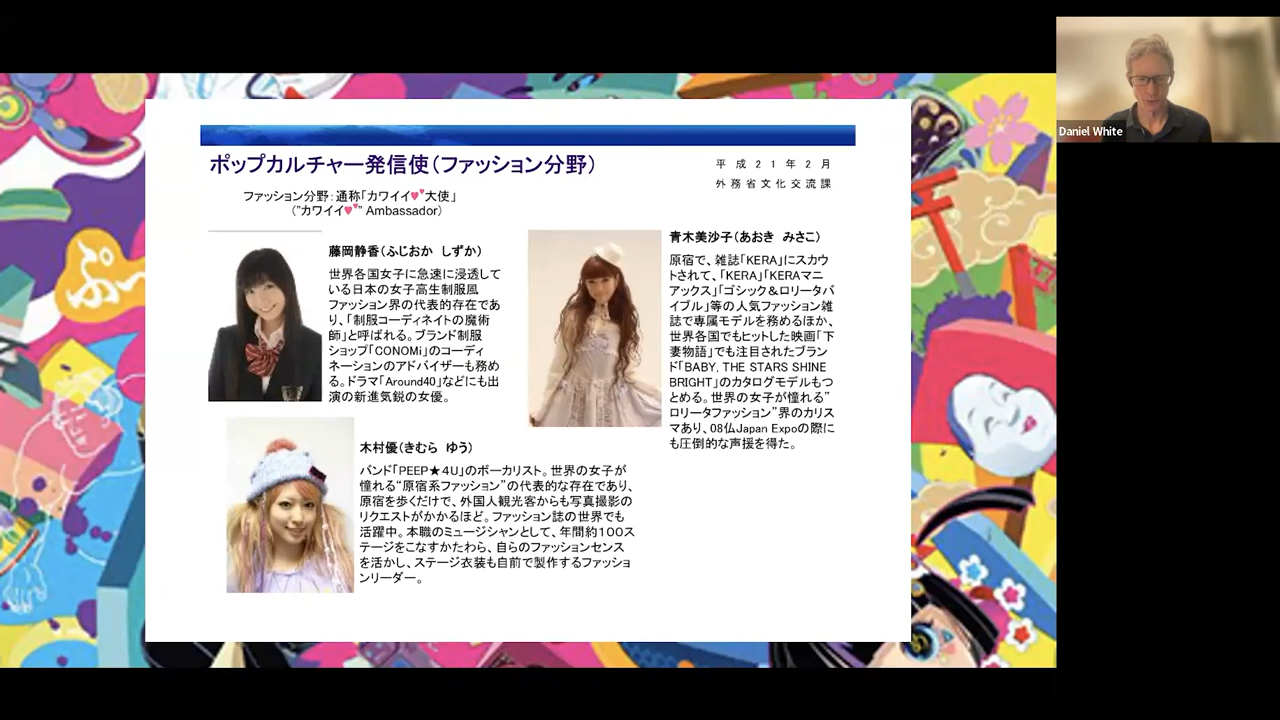 ポップカルチャー発信使(ファッション分野)
平成21年2月
外務省文化交流課
ファッション分野:通称「カワイイ💕大使」
("カワイイ💕" Ambassador)
藤岡静香(ふじおか しずか)
世界各国女子に急速に浸透して
いる日本の女子高生制服風
ファッション界の代表的存在であ
り、「制服コーディネイトの魔術
師」と呼ばれる。ブランド制服
ショップ「CONOMi」のコーディ
ネーションのアドバイザーも務め
る。ドラマ「Around40」などにも出
演の新進気鋭の女優。
青木美沙子(あおき みさこ)
原宿で、雑誌「KERA」にスカウ
トされて、「KERA」「KERAマニ
アックス」「ゴシック&ロリータバ
イブル」等の人気ファッション雑
誌で専属モデルを務めるほか、
世界各国でもヒットした映画「下
妻物語」でも注目されたブラン
ド「BABY, THE STARS SHINE
BRIGHT」のカタログモデルもつ
とめる。世界の女子が憧れる"
ロリータファッション"界のカリス
マあり、08仏Japan Expoの際に
も圧倒的な声援を得た。
木村優(きむら ゆう)
バンド「PEEP★4U」のボーカリスト。世界の女子が
憧れる"原宿系ファッション"の代表的な存在であり、
原宿を歩くだけで、外国人観光客からも写真撮影の
リクエストがかかるほど。ファッション誌の世界でも
活躍中。本職のミュージシャンとして、年間約100ス
テージをこなすかたわら、自らのファッションセンス
を活かし、ステージ衣装も自前で製作するファッショ
ンリーダー。
Daniel White
ぷっ